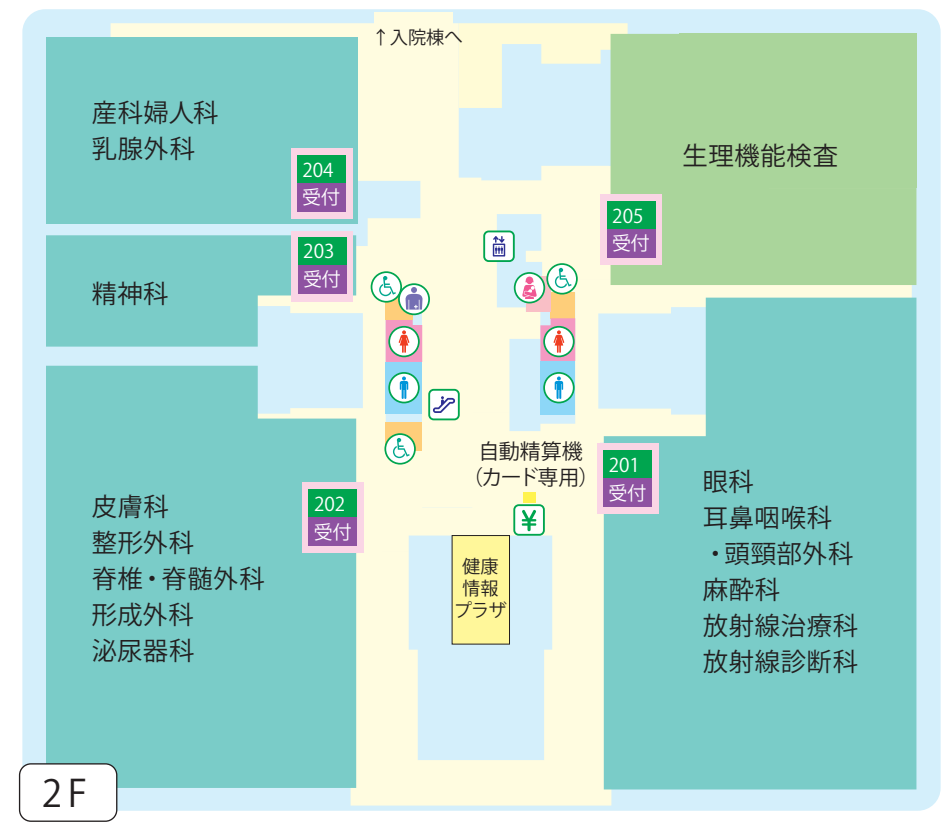 ↑入院棟へ
産科婦人科
乳腺外科
204
受付
生理機能検査
205
受付
203
受付
精神科
自動精算機
(カード専用)
¥
201
受付
眼科
耳鼻咽喉科
・頭頸部外科
麻酔科
放射線治療科
放射線診断科
202
受付
皮膚科
整形外科
脊椎・脊髄外科
形成外科
泌尿器科
健康
情報
プラザ
2F